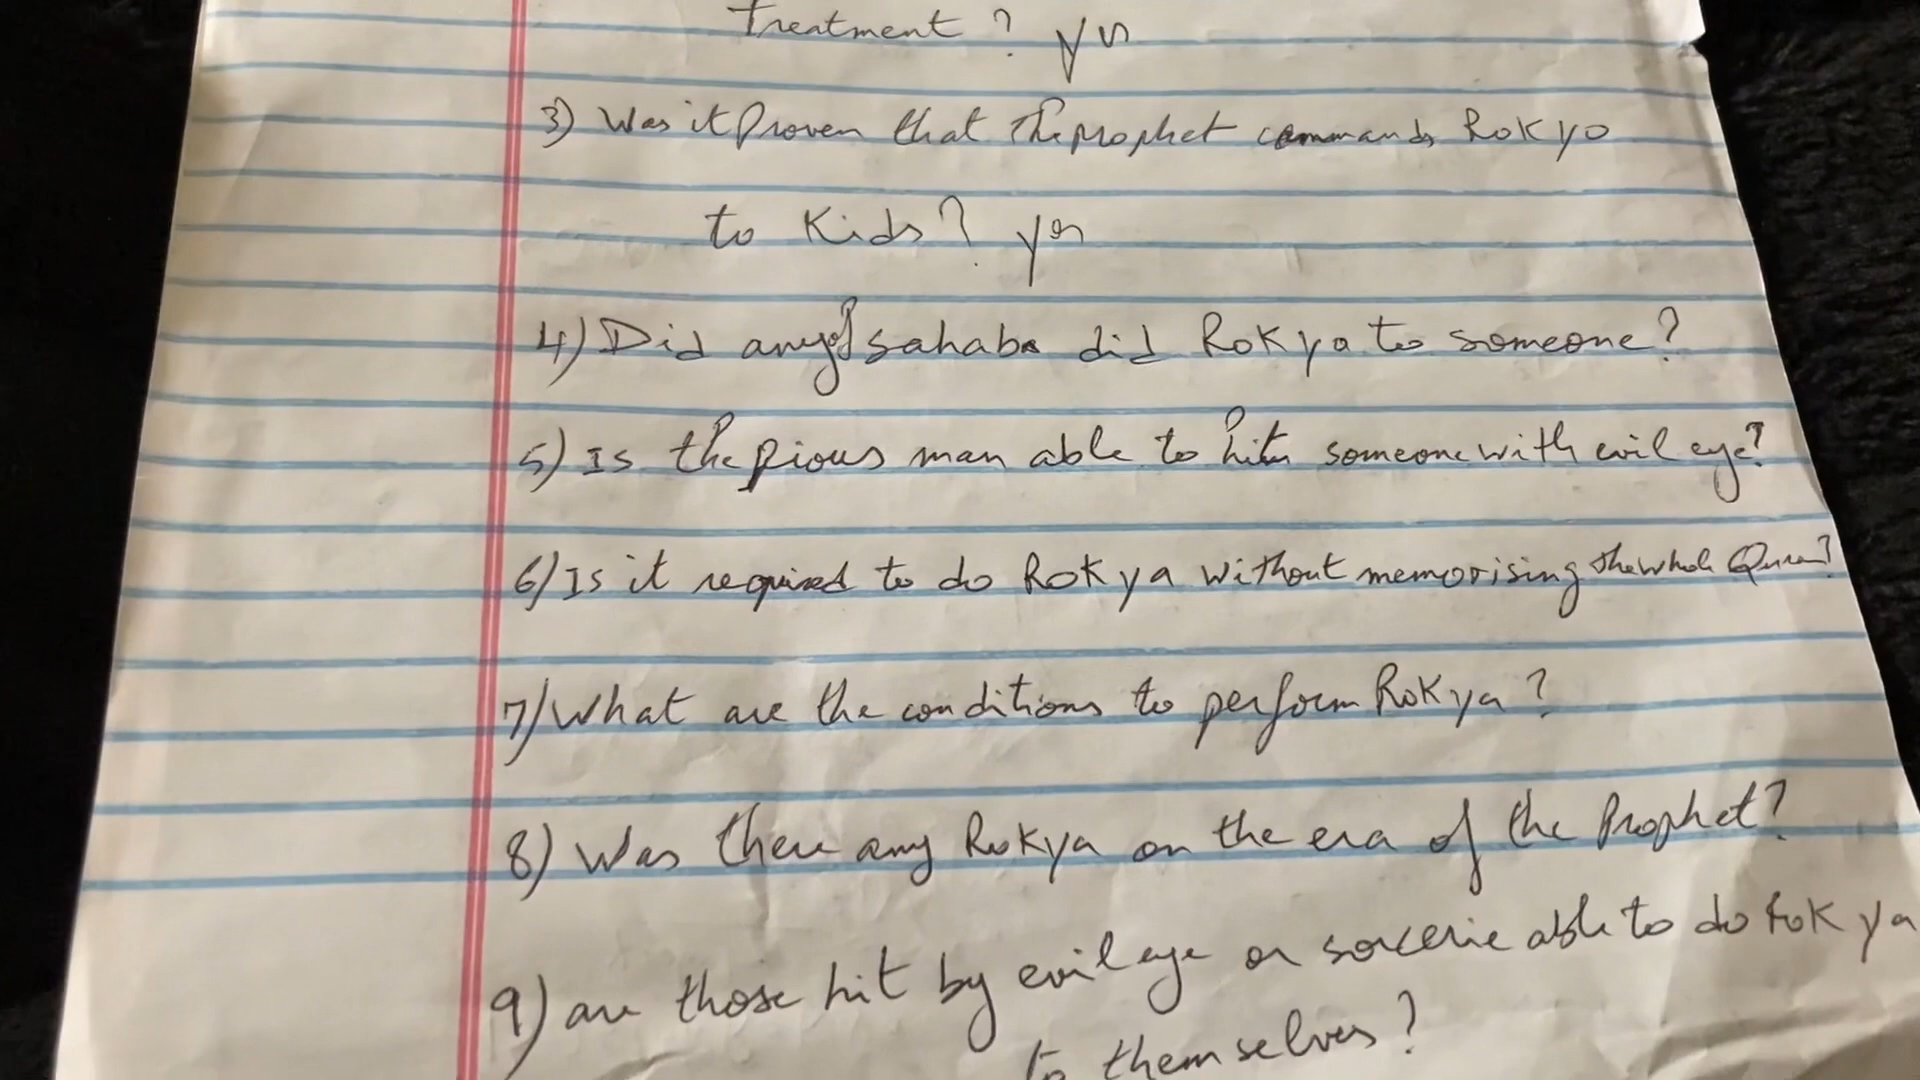 Treatment ? yes
3) Was it Proven that The prophet commands Rokyo
to Kids ? yes
4) Did any of sahaba did Rokya to someone ?
5) Is the pious man able to hit someone with evil eye ?
6) Is it required to do Rokya without memorising the whole Quran ?
7) What are the conditions to perform Rokya ?
8) Was there any Rokya on the era of the Prophet ?
9) are those hit by evil eye or sorcerie able to do Rokya
to themselves ?